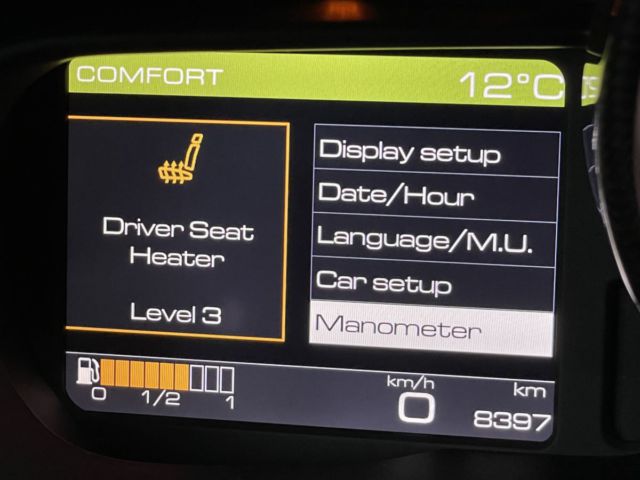 COMFORT 12°C
Driver Seat
Heater
Level 3
Display setup
Date/Hour
Language/M.U.
Car setup
Manometer
0 1/2 1
km/h
0
km
8397